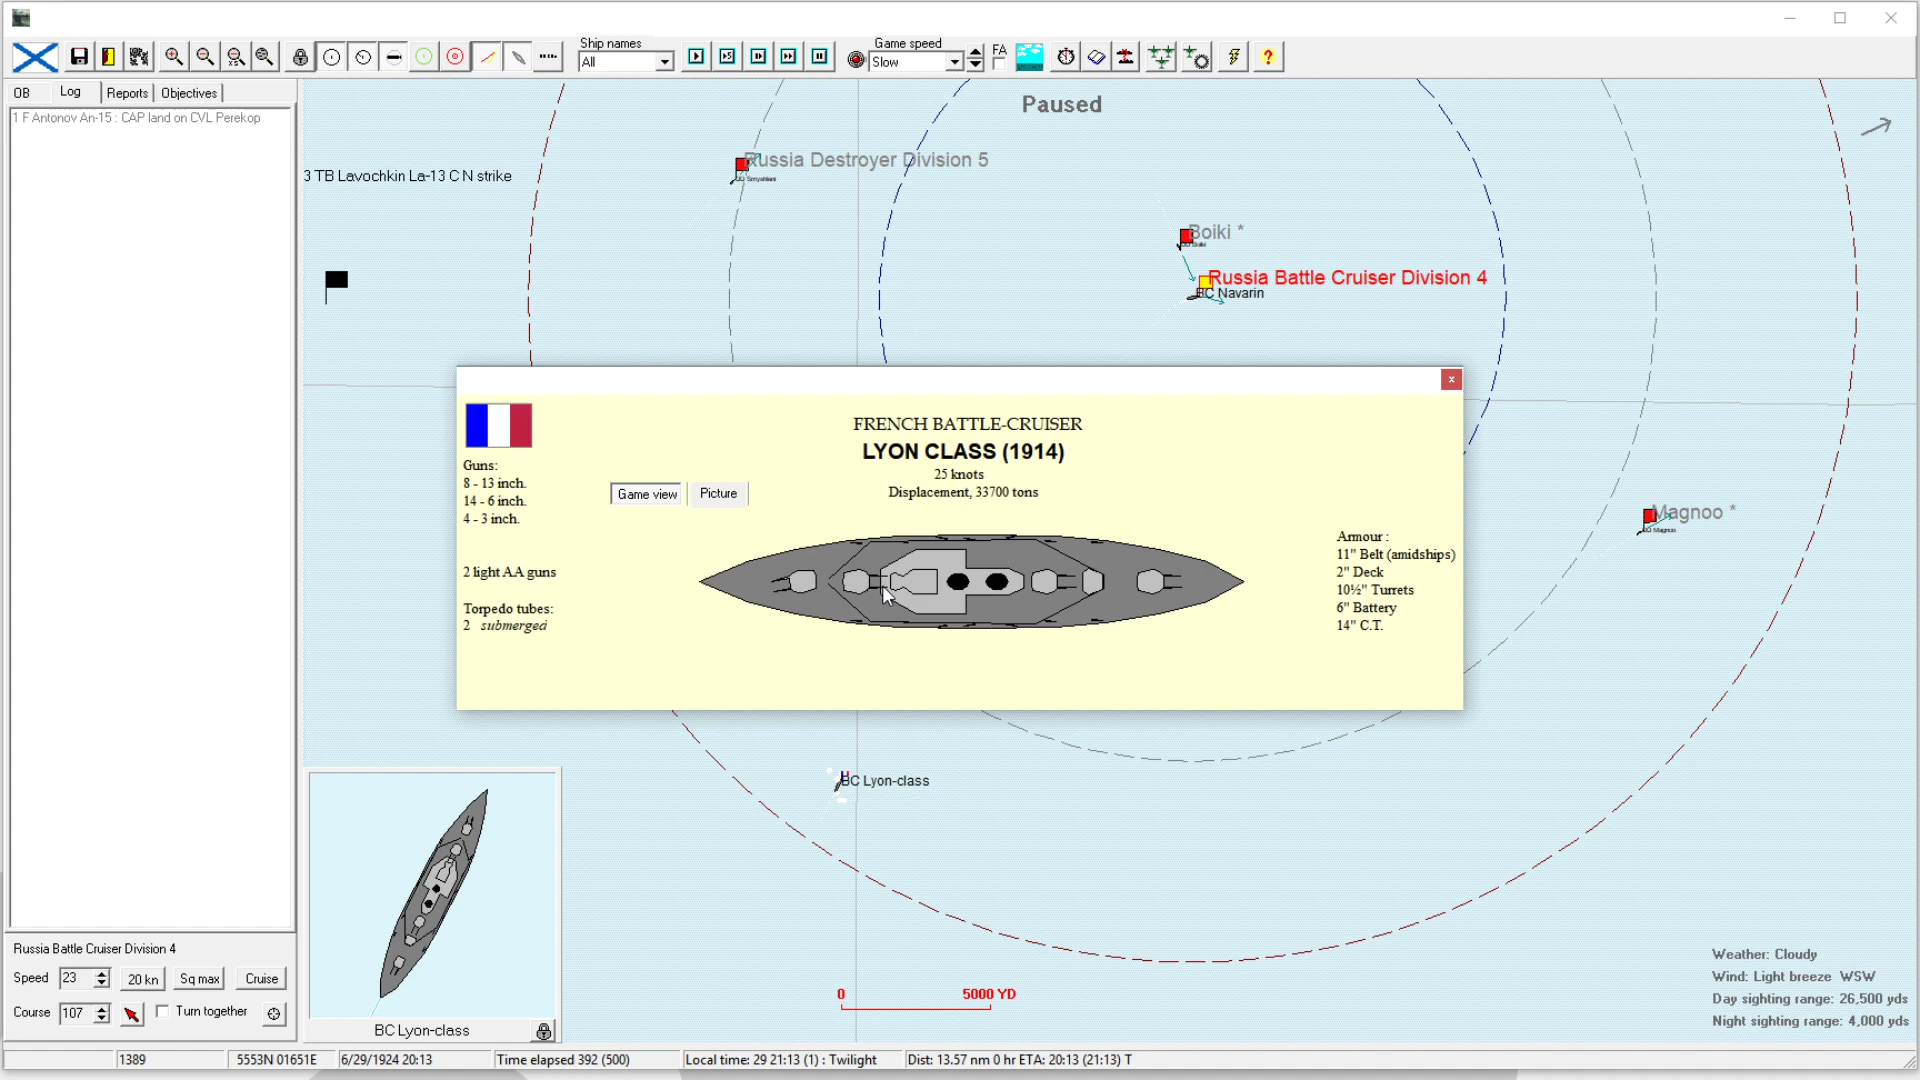 Ship names
All
Game speed
Slow
FA
OB
Log
Reports
Objectives
1 F Antonov An-15 : CAP land on CVL Perekop
Paused
Russia Destroyer Division 5
3 TB Lavochkin La-13 C N strike
Boiki *
Russia Battle Cruiser Division 4
BC Navarin
Magnoo *
DD Magnoo
FRENCH BATTLE-CRUISER
LYON CLASS (1914)
25 knots
Displacement, 33700 tons
Guns:
8 - 13 inch.
14 - 6 inch.
4 - 3 inch.
Game view
Picture
2 light AA guns
Torpedo tubes:
2 submerged
Armour :
11" Belt (amidships)
2" Deck
10½" Turrets
6" Battery
14" C.T.
BC Lyon-class
BC Lyon-class
0 5000 YD
Weather: Cloudy
Wind: Light breeze WSW
Day sighting range: 26,500 yds
Night sighting range: 4,000 yds
Russia Battle Cruiser Division 4
Speed 23 20 kn Sq max Cruise
Course 107 Turn together
1389 5553N 01651E 6/29/1924 20:13 Time elapsed 392 (500) Local time: 29 21:13 (1) : Twilight Dist: 13.57 nm 0 hr ETA: 20:13 (21:13) T